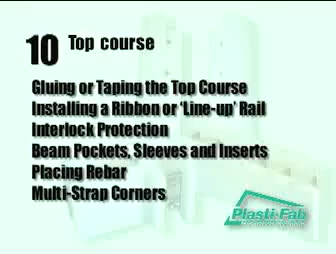 10 Top course
Gluing or Taping the Top Course
Installing a Ribbon or 'Line-up' Rail
Interlock Protection
Beam Pockets, Sleeves and Inserts
Placing Rebar
Multi-Strap Corners
Plasti-Fab